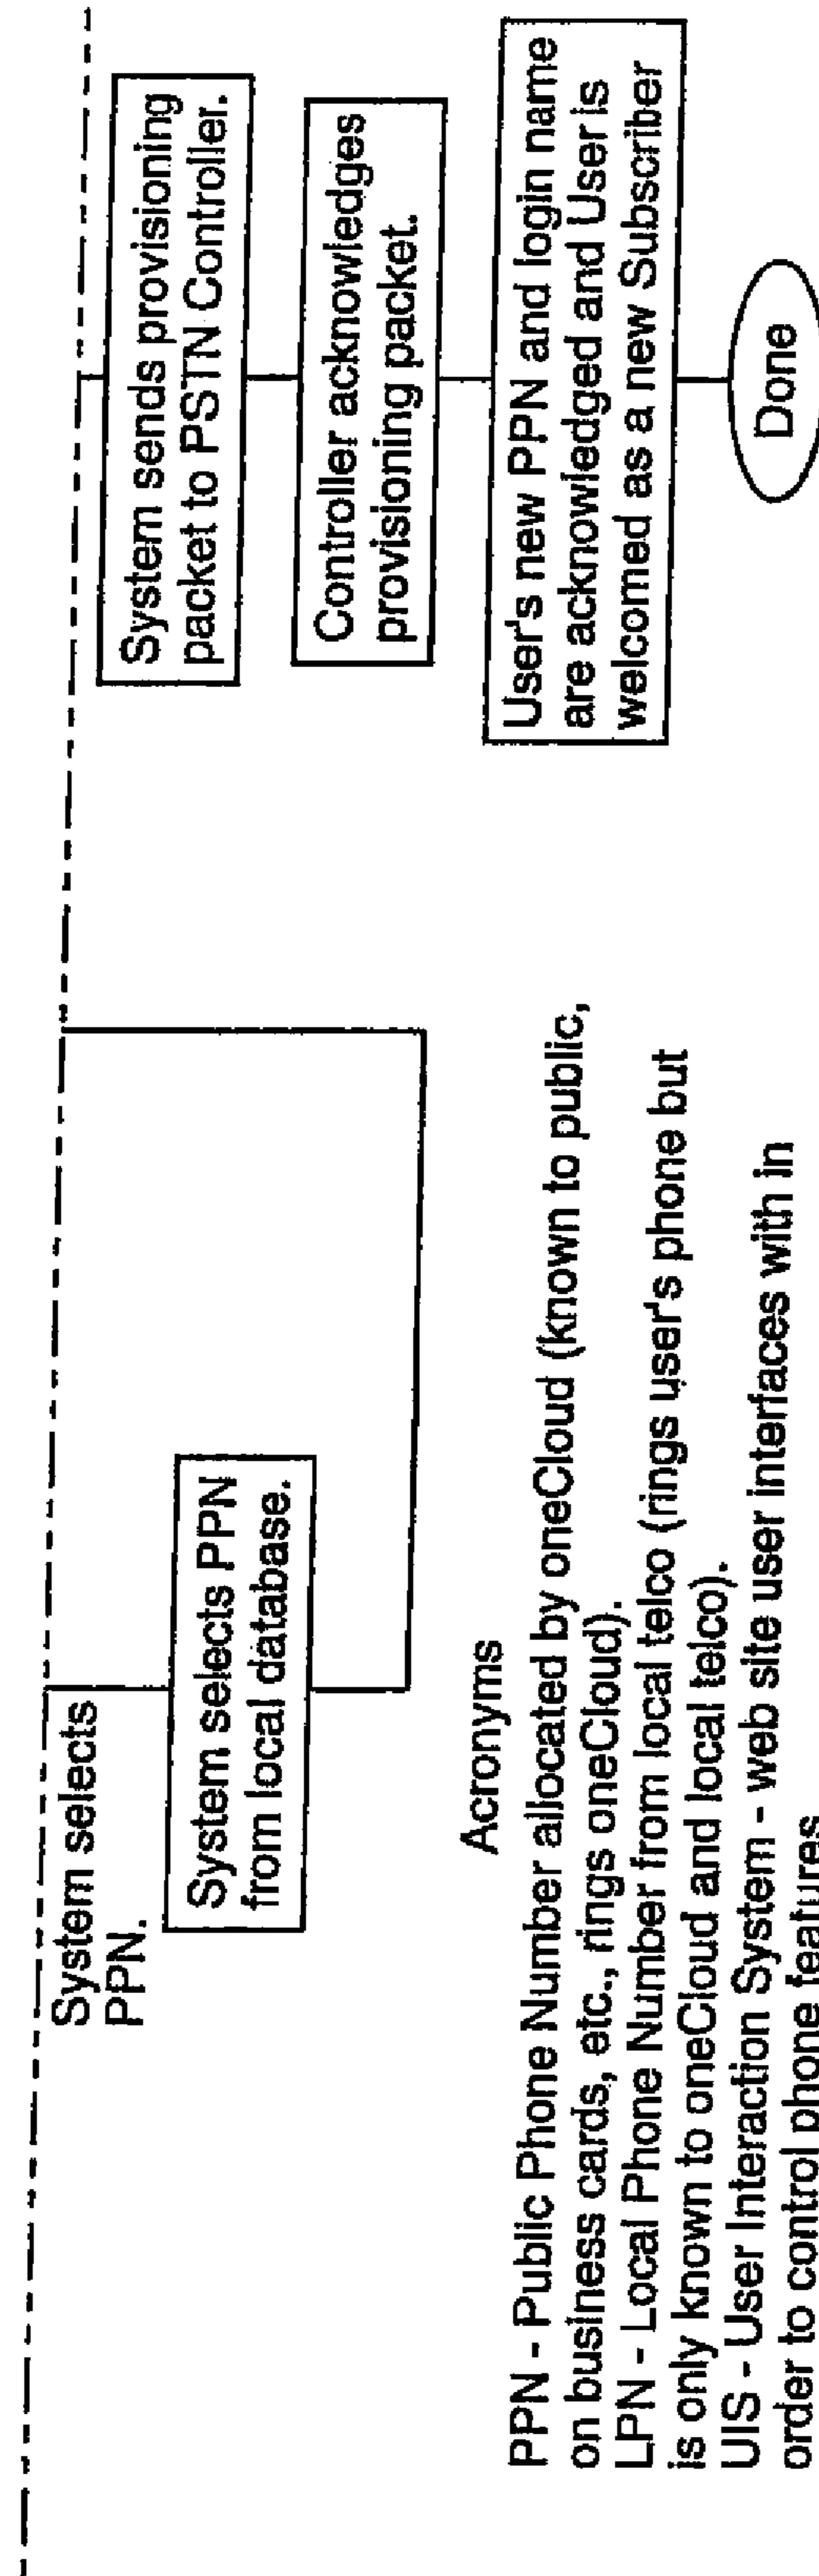 System selects
PPN.
System selects PPN
from local database.
System sends provisioning
packet to PSTN Controller.
Controller acknowledges
provisioning packet.
User's new PPN and login name
are acknowledged and User is
welcomed as a new Subscriber
Done
Acronyms
PPN - Public Phone Number allocated by oneCloud (known to public,
on business cards, etc., rings oneCloud).
LPN - Local Phone Number from local telco (rings user's phone but
is only known to oneCloud and local telco).
UIS - User Interaction System - web site user interfaces with in
order to control phone features